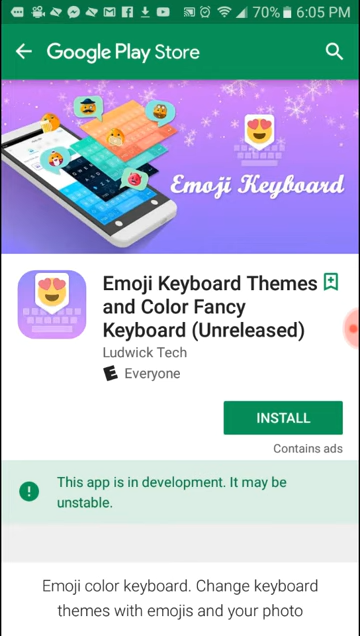 70% 6:05 PM
Google Play Store
Emoji Keyboard
Emoji Keyboard Themes
and Color Fancy
Keyboard (Unreleased)
Ludwick Tech
E Everyone
INSTALL
Contains ads
This app is in development. It may be
unstable.
Emoji color keyboard. Change keyboard
themes with emojis and your photo